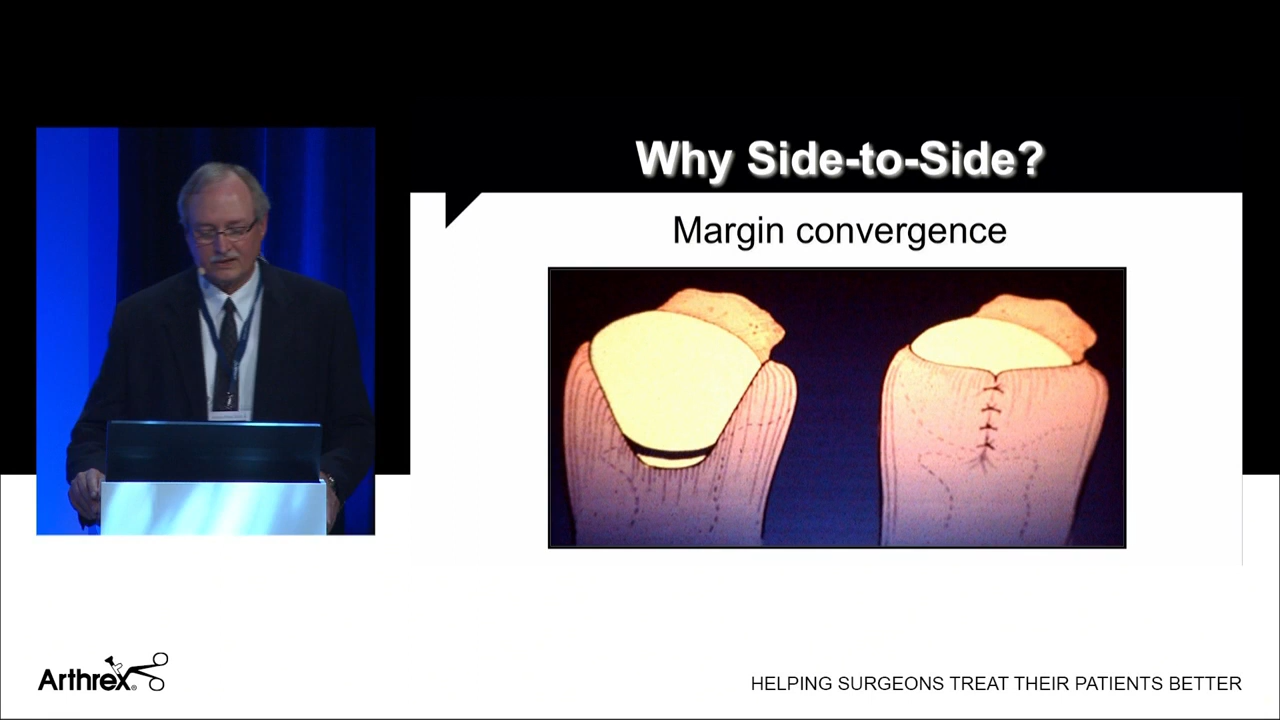 Why Side-to-Side?
Margin convergence
Arthrex®
HELPING SURGEONS TREAT THEIR PATIENTS BETTER